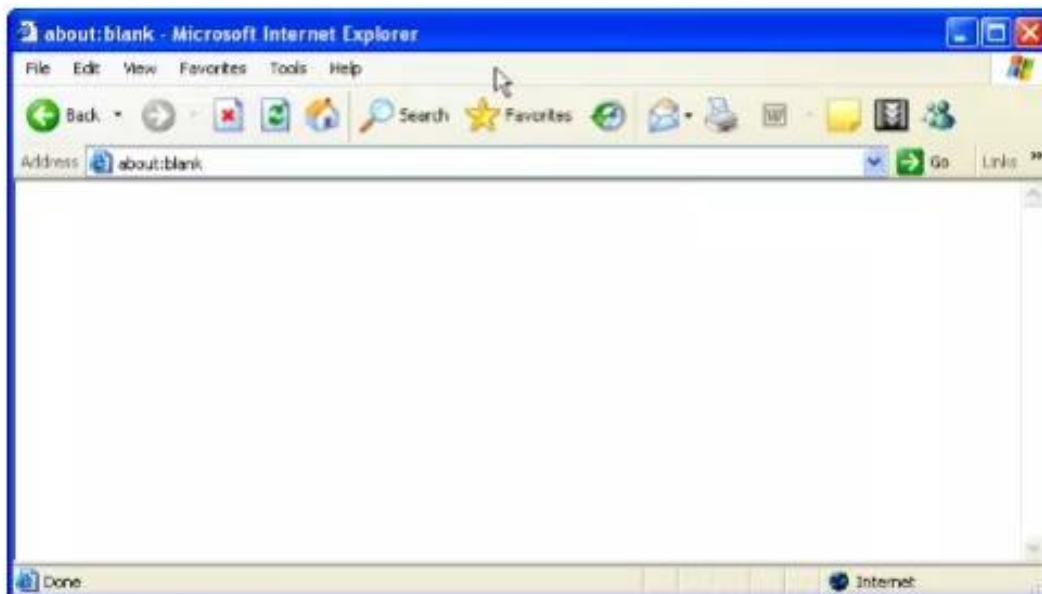 about:blank - Microsoft Internet Explorer
File Edit View Favorites Tools Help
Back Search Favorites W
Address about:blank Go Links »
Done Internet